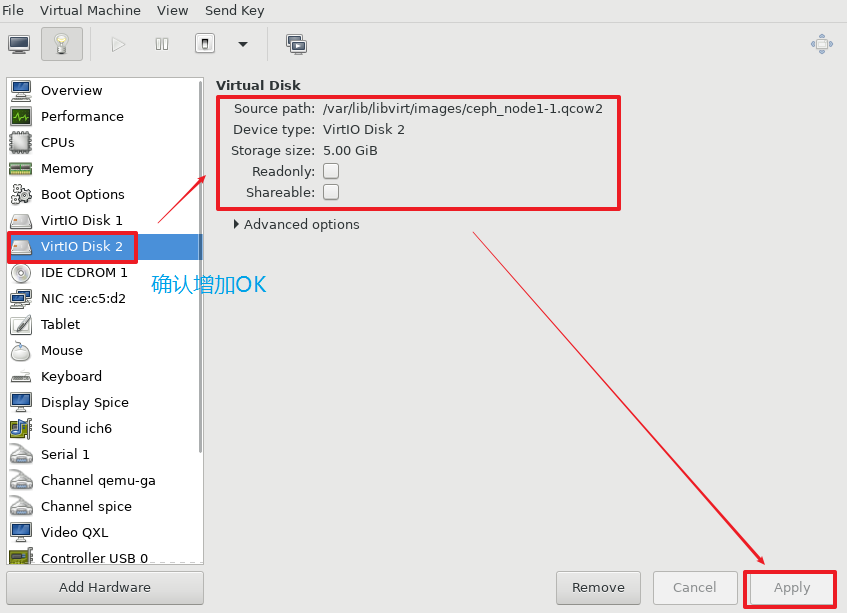 File Virtual Machine View Send Key
Virtual Disk
Source path: /var/lib/libvirt/images/ceph_node1-1.qcow2
Device type: VirtIO Disk 2
Storage size: 5.00 GiB
Readonly:
Shareable:
Advanced options
Overview
Performance
CPUs
Memory
Boot Options
VirtIO Disk 1
VirtIO Disk 2
IDE CDROM 1
确认增加OK
NIC :ce:c5:d2
Tablet
Mouse
Keyboard
Display Spice
Sound ich6
Serial 1
Channel qemu-ga
Channel spice
Video QXL
Controller USB 0
Add Hardware
Remove Cancel Apply